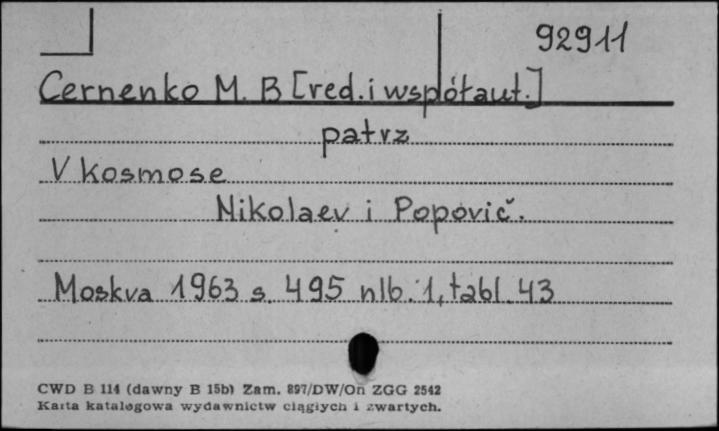 92911
Cernenko M. B [red. i współaut.]
patrz
V kosmose
Nikolaev i Popovič.
Moskva 1963 s. 495 nlb. 1, tabl. 43
CWD B 114 (dawny B 15b) Zam. 897/DW/On ZGG 2542
Karta katalogowa wydawnictw ciągłych i zwartych.